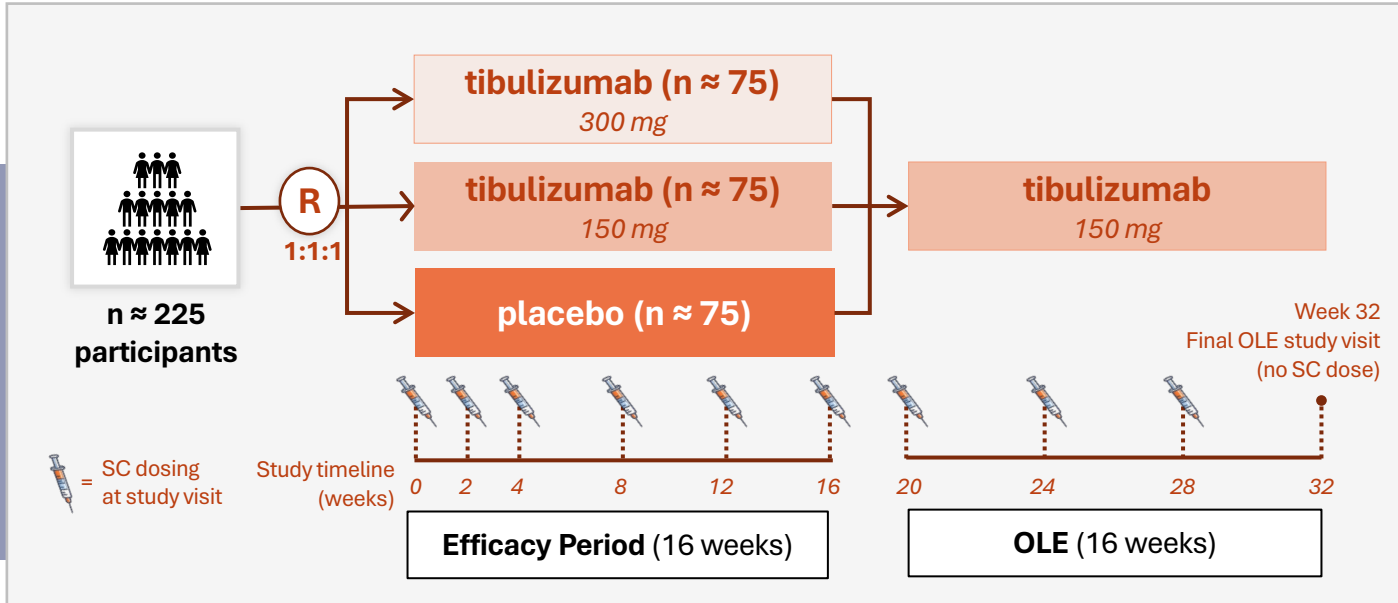 tibulizumab (n ≈ 75)
300 mg
R
1:1:1
tibulizumab (n ≈ 75)
150 mg
tibulizumab
150 mg
placebo (n ≈ 75)
n ≈ 225
participants
Week 32
Final OLE study visit
(no SC dose)
= SC dosing
at study visit
Study timeline
(weeks)
0 2 4 8 12 16 20 24 28 32
Efficacy Period (16 weeks)
OLE (16 weeks)